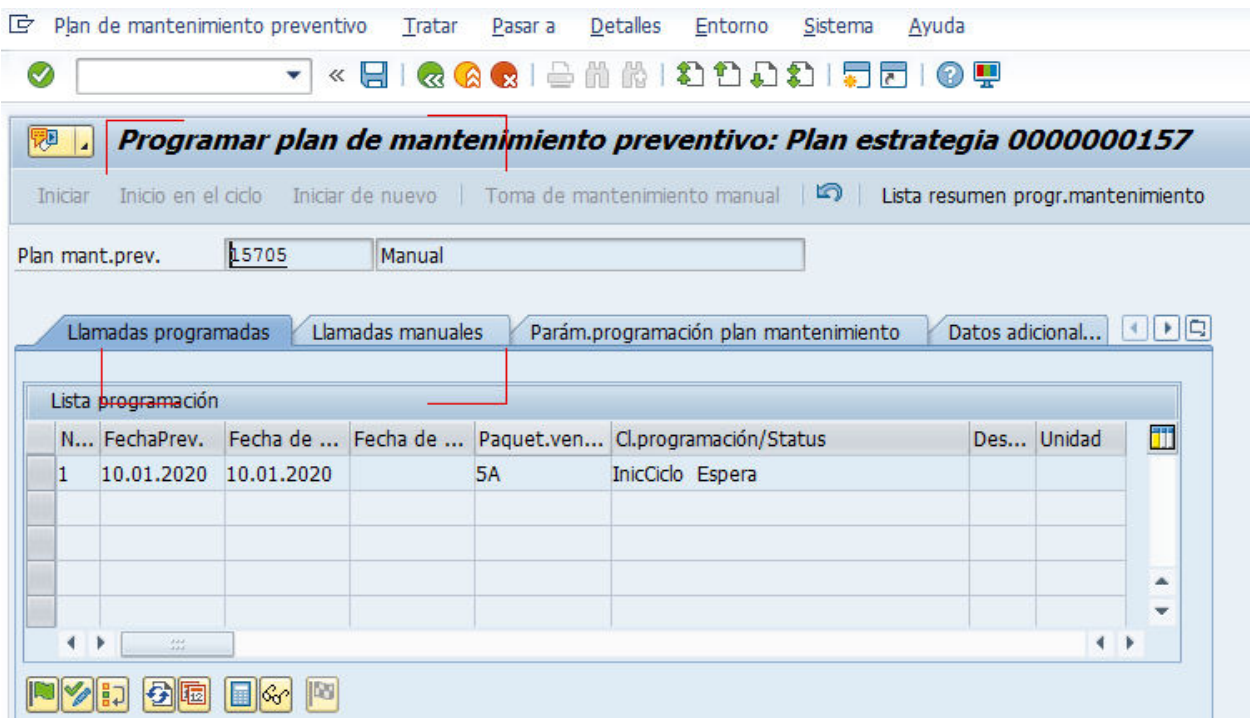 Plan de mantenimiento preventivo Tratar Pasar a Detalles Entorno Sistema Ayuda
Programar plan de mantenimiento preventivo: Plan estrategia 0000000157
Iniciar Inicio en el ciclo Iniciar de nuevo Toma de mantenimiento manual Lista resumen progr.mantenimiento
Plan mant.prev. 15705 Manual
Llamadas programadas Llamadas manuales Parám.programación plan mantenimiento Datos adicional...
Lista programación
N... FechaPrev. Fecha de ... Fecha de ... Paquet.ven... Cl.programación/Status Des... Unidad
1 10.01.2020 10.01.2020 5A InicCiclo Espera